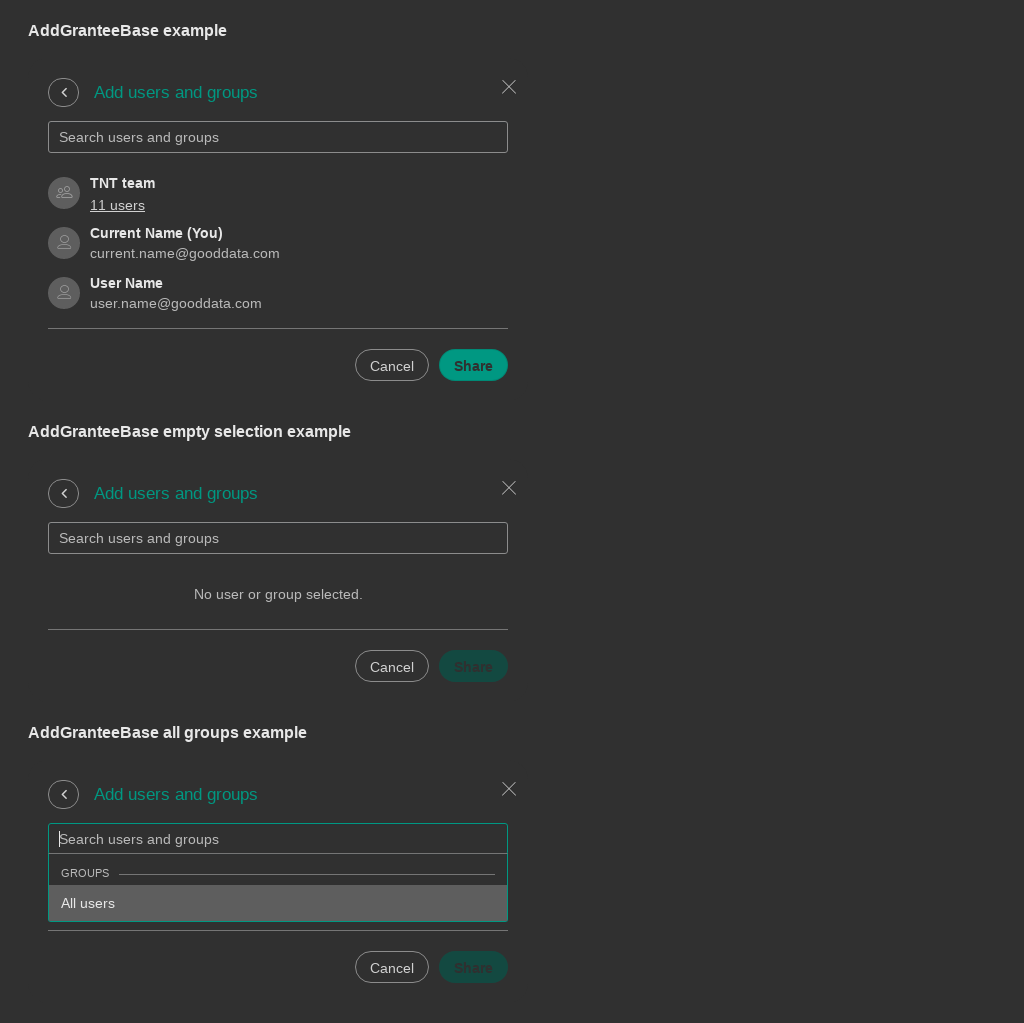 AddGranteeBase example
Add users and groups
Search users and groups
TNT team
11 users
Current Name (You)
current.name@gooddata.com
User Name
user.name@gooddata.com
Cancel Share
AddGranteeBase empty selection example
Add users and groups
Search users and groups
No user or group selected.
Cancel Share
AddGranteeBase all groups example
Add users and groups
Search users and groups
GROUPS
All users
Cancel Share